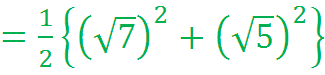 = 1/2 {(√7)² + (√5)²}